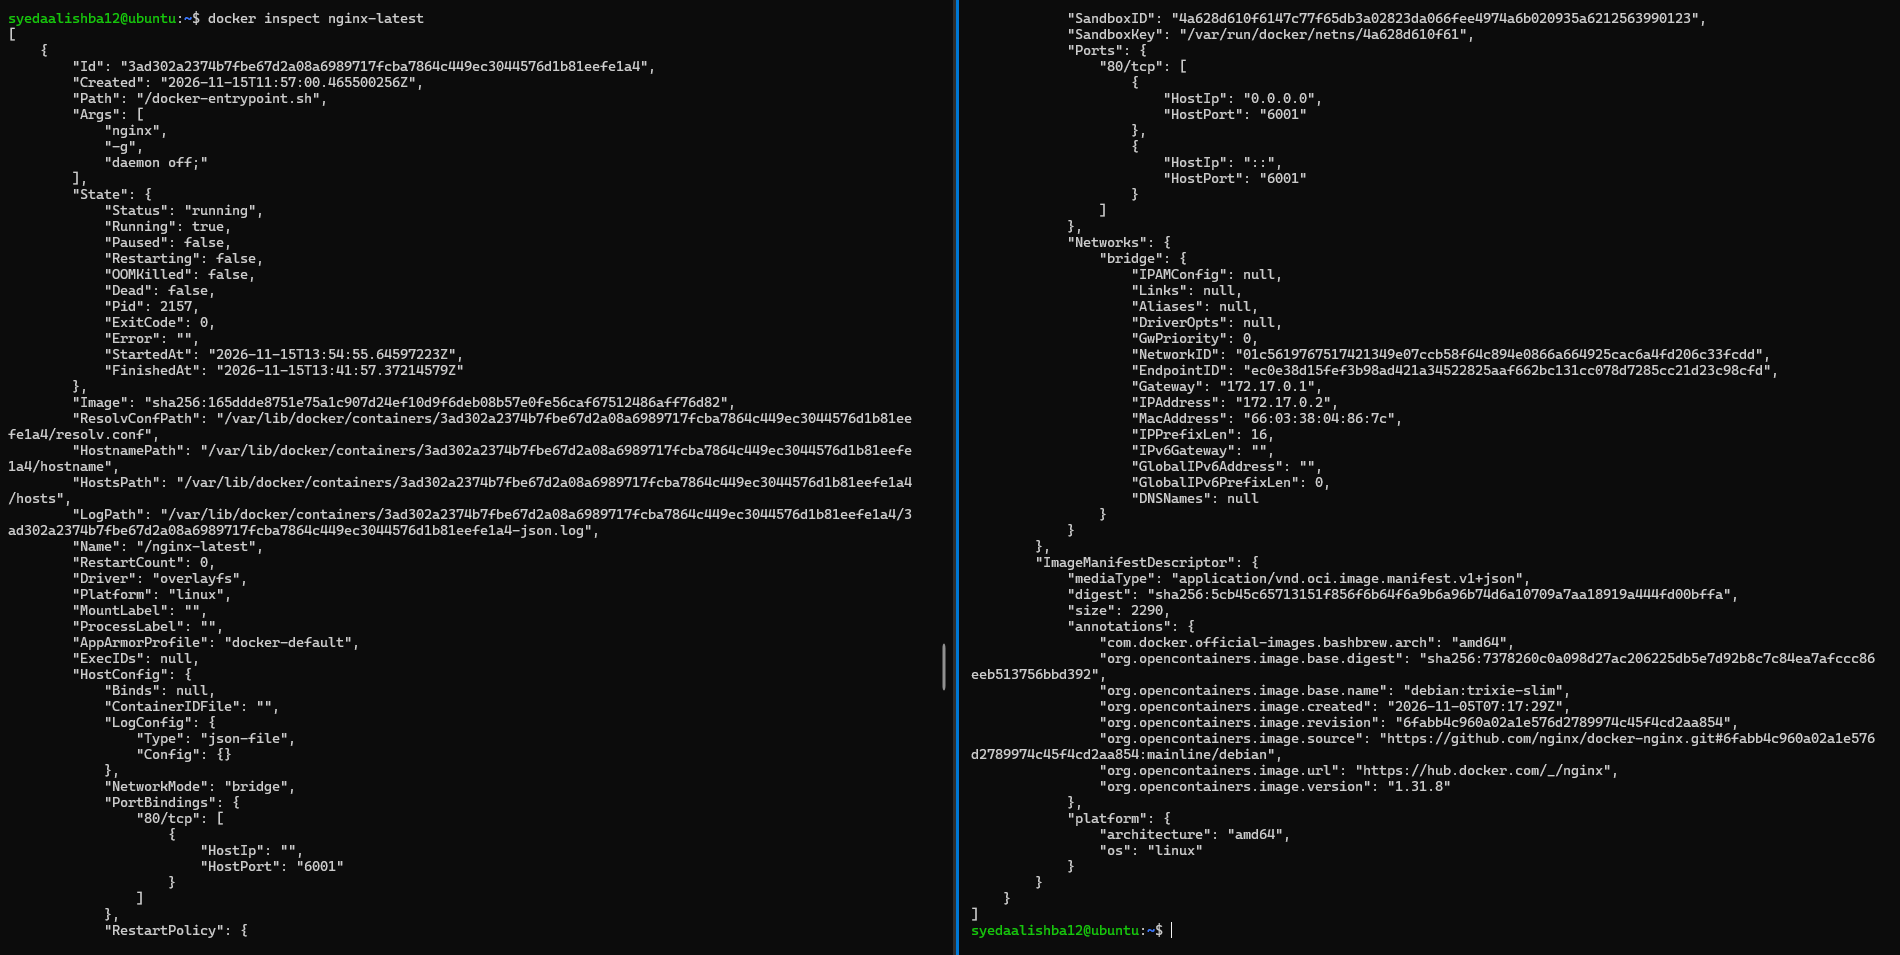 syedaalishba12@ubuntu:~$ docker inspect nginx-latest
[
    {
        "Id": "3ad302a2374b7fbe67d2a08a6989717fcba7864c449ec3044576d1b81eefe1a4",
        "Created": "2026-11-15T11:57:00.465500256Z",
        "Path": "/docker-entrypoint.sh",
        "Args": [
            "nginx",
            "-g",
            "daemon off;"
        ],
        "State": {
            "Status": "running",
            "Running": true,
            "Paused": false,
            "Restarting": false,
            "OOMKilled": false,
            "Dead": false,
            "Pid": 2157,
            "ExitCode": 0,
            "Error": "",
            "StartedAt": "2026-11-15T13:54:55.64597223Z",
            "FinishedAt": "2026-11-15T13:41:57.37214579Z"
        },
        "Image": "sha256:165ddde8751e75a1c907d24ef10d9f6deb08b57e0fe56caf67512486aff76d82",
        "ResolvConfPath": "/var/lib/docker/containers/3ad302a2374b7fbe67d2a08a6989717fcba7864c449ec3044576d1b81ee
fe1a4/resolv.conf",
        "HostnamePath": "/var/lib/docker/containers/3ad302a2374b7fbe67d2a08a6989717fcba7864c449ec3044576d1b81eefe
1a4/hostname",
        "HostsPath": "/var/lib/docker/containers/3ad302a2374b7fbe67d2a08a6989717fcba7864c449ec3044576d1b81eefe1a4
/hosts",
        "LogPath": "/var/lib/docker/containers/3ad302a2374b7fbe67d2a08a6989717fcba7864c449ec3044576d1b81eefe1a4/3
ad302a2374b7fbe67d2a08a6989717fcba7864c449ec3044576d1b81eefe1a4-json.log",
        "Name": "/nginx-latest",
        "RestartCount": 0,
        "Driver": "overlayfs",
        "Platform": "linux",
        "MountLabel": "",
        "ProcessLabel": "",
        "AppArmorProfile": "docker-default",
        "ExecIDs": null,
        "HostConfig": {
            "Binds": null,
            "ContainerIDFile": "",
            "LogConfig": {
                "Type": "json-file",
                "Config": {}
            },
            "NetworkMode": "bridge",
            "PortBindings": {
                "80/tcp": [
                    {
                        "HostIp": "",
                        "HostPort": "6001"
                    }
                ]
            },
            "RestartPolicy": {
            "SandboxID": "4a628d610f6147c77f65db3a02823da066fee4974a6b020935a6212563990123",
            "SandboxKey": "/var/run/docker/netns/4a628d610f61",
            "Ports": {
                "80/tcp": [
                    {
                        "HostIp": "0.0.0.0",
                        "HostPort": "6001"
                    },
                    {
                        "HostIp": "::",
                        "HostPort": "6001"
                    }
                ]
            },
            "Networks": {
                "bridge": {
                    "IPAMConfig": null,
                    "Links": null,
                    "Aliases": null,
                    "DriverOpts": null,
                    "GwPriority": 0,
                    "NetworkID": "01c5619767517421349e07ccb58f64c894e0866a664925cac6a4fd206c33fcdd",
                    "EndpointID": "ec0e38d15fef3b98ad421a34522825aaf662bc131cc078d7285cc21d23c98cfd",
                    "Gateway": "172.17.0.1",
                    "IPAddress": "172.17.0.2",
                    "MacAddress": "66:03:38:04:86:7c",
                    "IPPrefixLen": 16,
                    "IPv6Gateway": "",
                    "GlobalIPv6Address": "",
                    "GlobalIPv6PrefixLen": 0,
                    "DNSNames": null
                }
            }
        },
        "ImageManifestDescriptor": {
            "mediaType": "application/vnd.oci.image.manifest.v1+json",
            "digest": "sha256:5cb45c65713151f856f6b64f6a9b6a96b74d6a10709a7aa18919a444fd00bffa",
            "size": 2290,
            "annotations": {
                "com.docker.official-images.bashbrew.arch": "amd64",
                "org.opencontainers.image.base.digest": "sha256:7378260c0a098d27ac206225db5e7d92b8c7c84ea7afccc86
eeb513756bbd392",
                "org.opencontainers.image.base.name": "debian:trixie-slim",
                "org.opencontainers.image.created": "2026-11-05T07:17:29Z",
                "org.opencontainers.image.revision": "6fabb4c960a02a1e576d2789974c45f4cd2aa854",
                "org.opencontainers.image.source": "https://github.com/nginx/docker-nginx.git#6fabb4c960a02a1e576
d2789974c45f4cd2aa854:mainline/debian",
                "org.opencontainers.image.url": "https://hub.docker.com/_/nginx",
                "org.opencontainers.image.version": "1.31.8"
            },
            "platform": {
                "architecture": "amd64",
                "os": "linux"
            }
        }
    }
]
syedaalishba12@ubuntu:~$